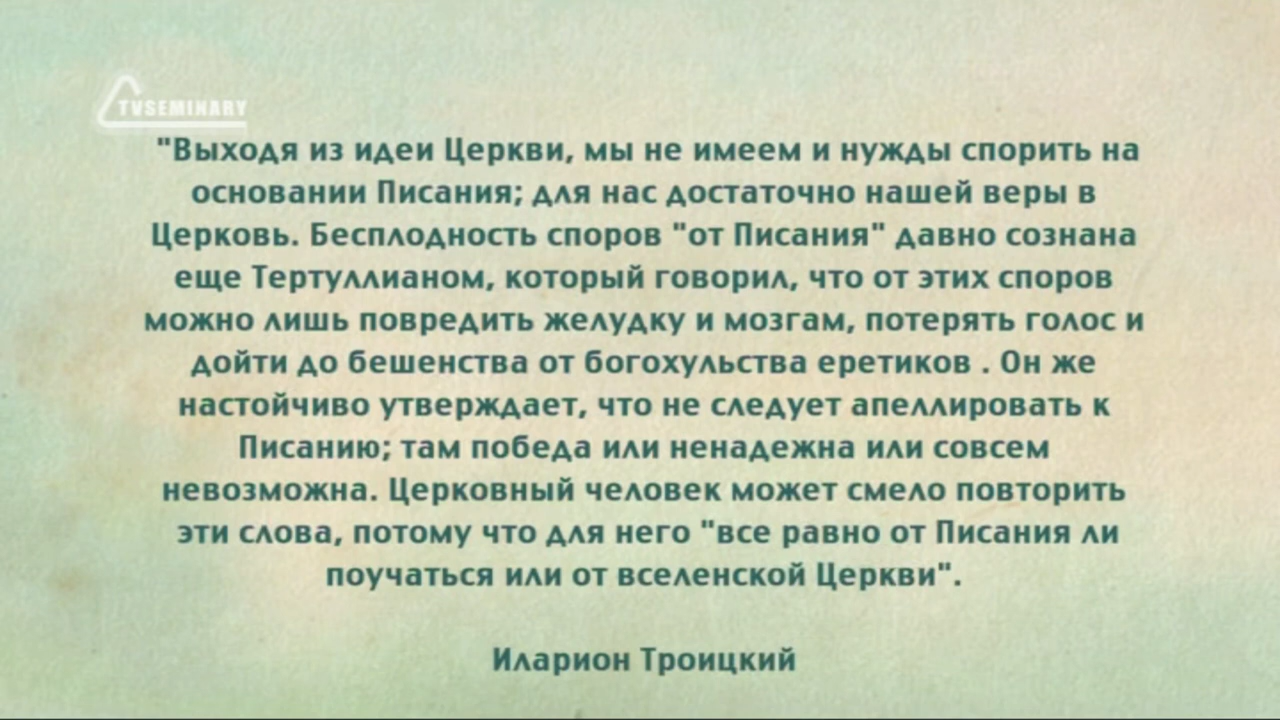 TVSEMINARY
"Выходя из идеи Церкви, мы не имеем и нужды спорить на
основании Писания; для нас достаточно нашей веры в
Церковь. Бесплодность споров "от Писания" давно сознана
еще Тертуллианом, который говорил, что от этих споров
можно лишь повредить желудку и мозгам, потерять голос и
дойти до бешенства от богохульства еретиков . Он же
настойчиво утверждает, что не следует апеллировать к
Писанию; там победа или ненадежна или совсем
невозможна. Церковный человек может смело повторить
эти слова, потому что для него "все равно от Писания ли
поучаться или от вселенской Церкви".
Иларион Троицкий